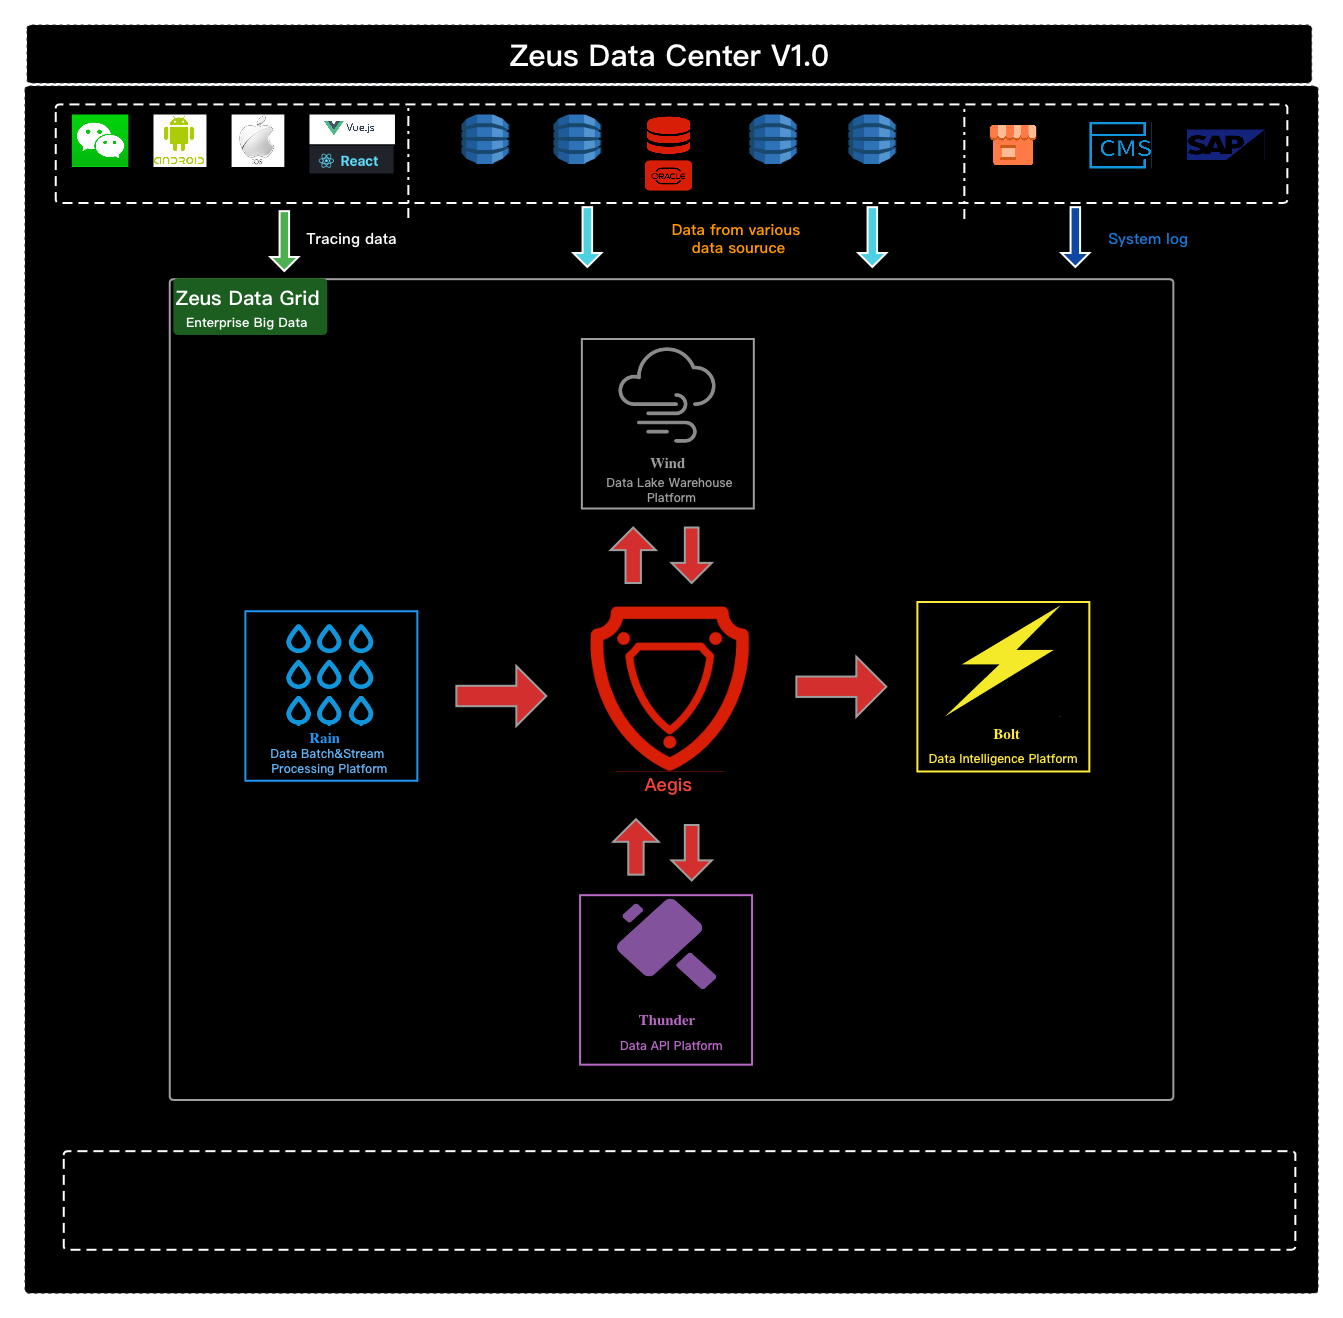 Zeus Data Center V1.0
ANDROID
iOS
Vue.js
React
ORACLE
CMS
SAP
Tracing data
Data from various
data souruce
System log
Zeus Data Grid
Enterprise Big Data
Wind
Data Lake Warehouse
Platform
Rain
Data Batch&Stream
Processing Platform
Aegis
Bolt
Data Intelligence Platform
Thunder
Data API Platform